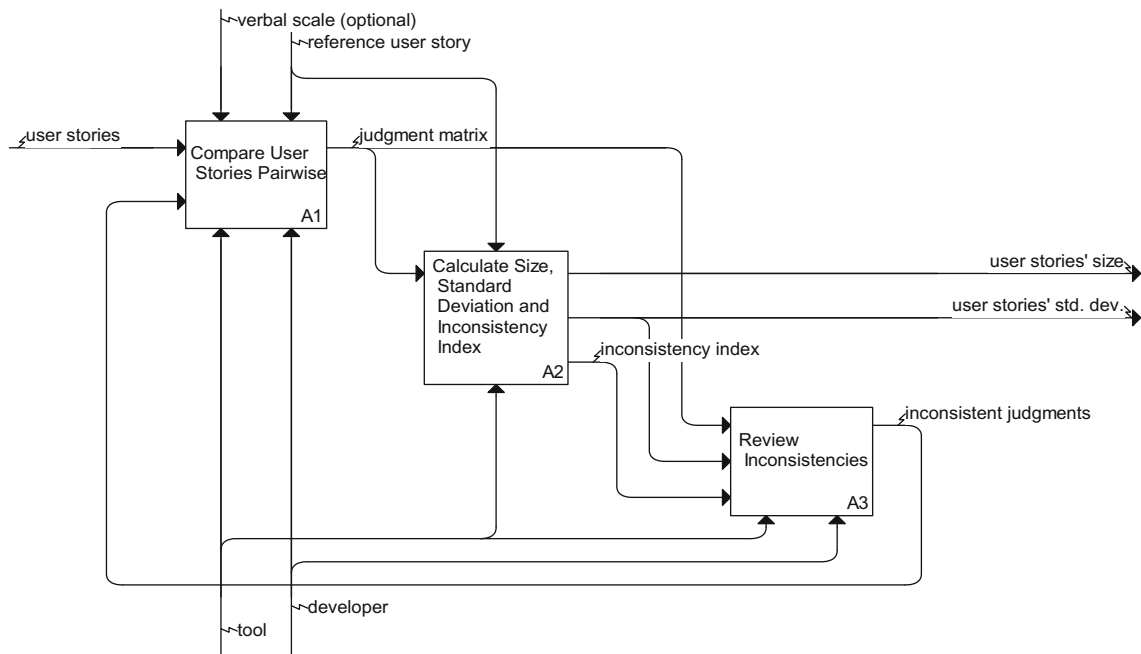 verbal scale (optional)
reference user story
user stories
judgment matrix
Compare User
Stories Pairwise
A1
Calculate Size,
Standard
Deviation and
Inconsistency
Index
A2
user stories' size
user stories' std. dev.
inconsistency index
inconsistent judgments
Review
Inconsistencies
A3
developer
tool